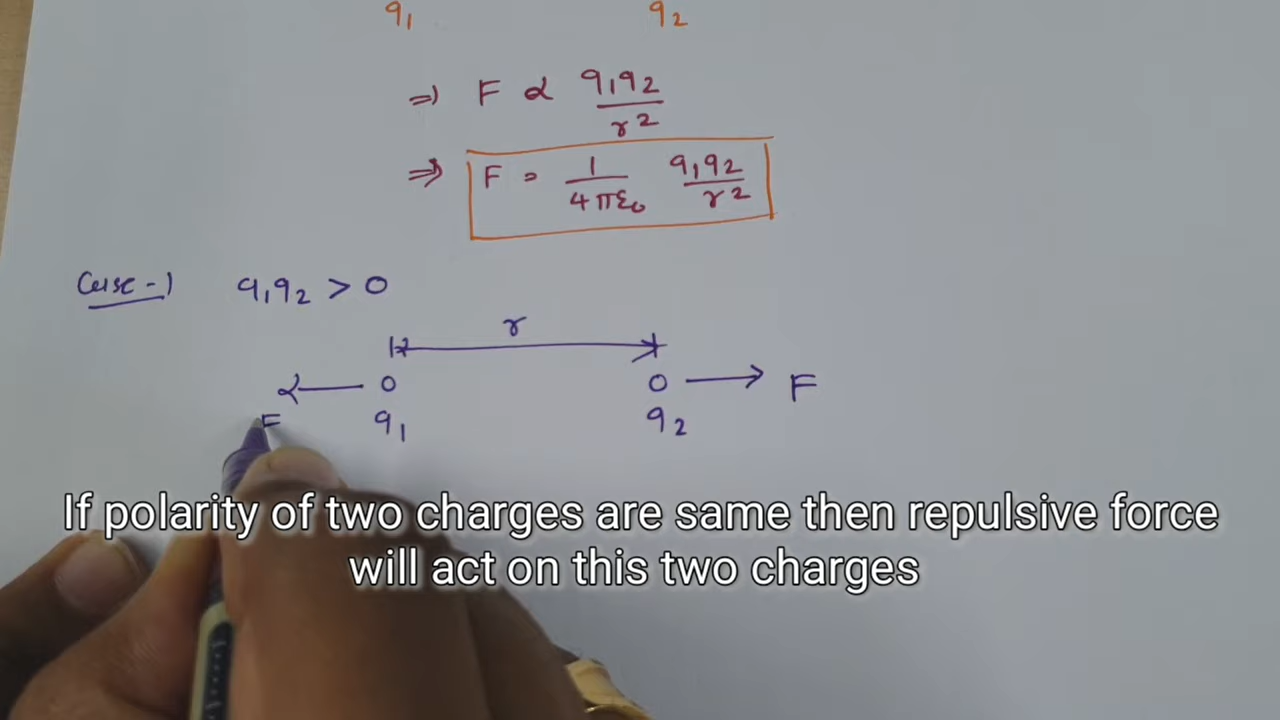 q₁ q₂
⇒ F ∝ q₁q₂/r²
⇒ F = 1/4πε₀ q₁q₂/r²
Case-1 q₁q₂ > 0
r
F
F
q₁ q₂
If polarity of two charges are same then repulsive force
will act on this two charges